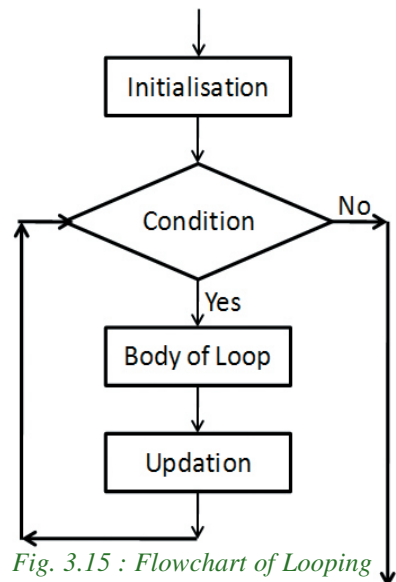 Initialisation
Condition
No
Yes
Body of Loop
Updation
Fig. 3.15 : Flowchart of Looping